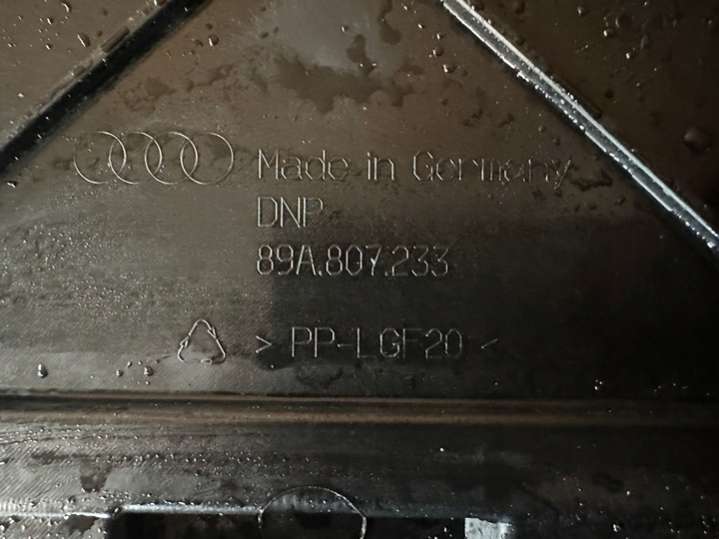 Made in Germany
DNP
89A.807.233
> PP-LGF20 <